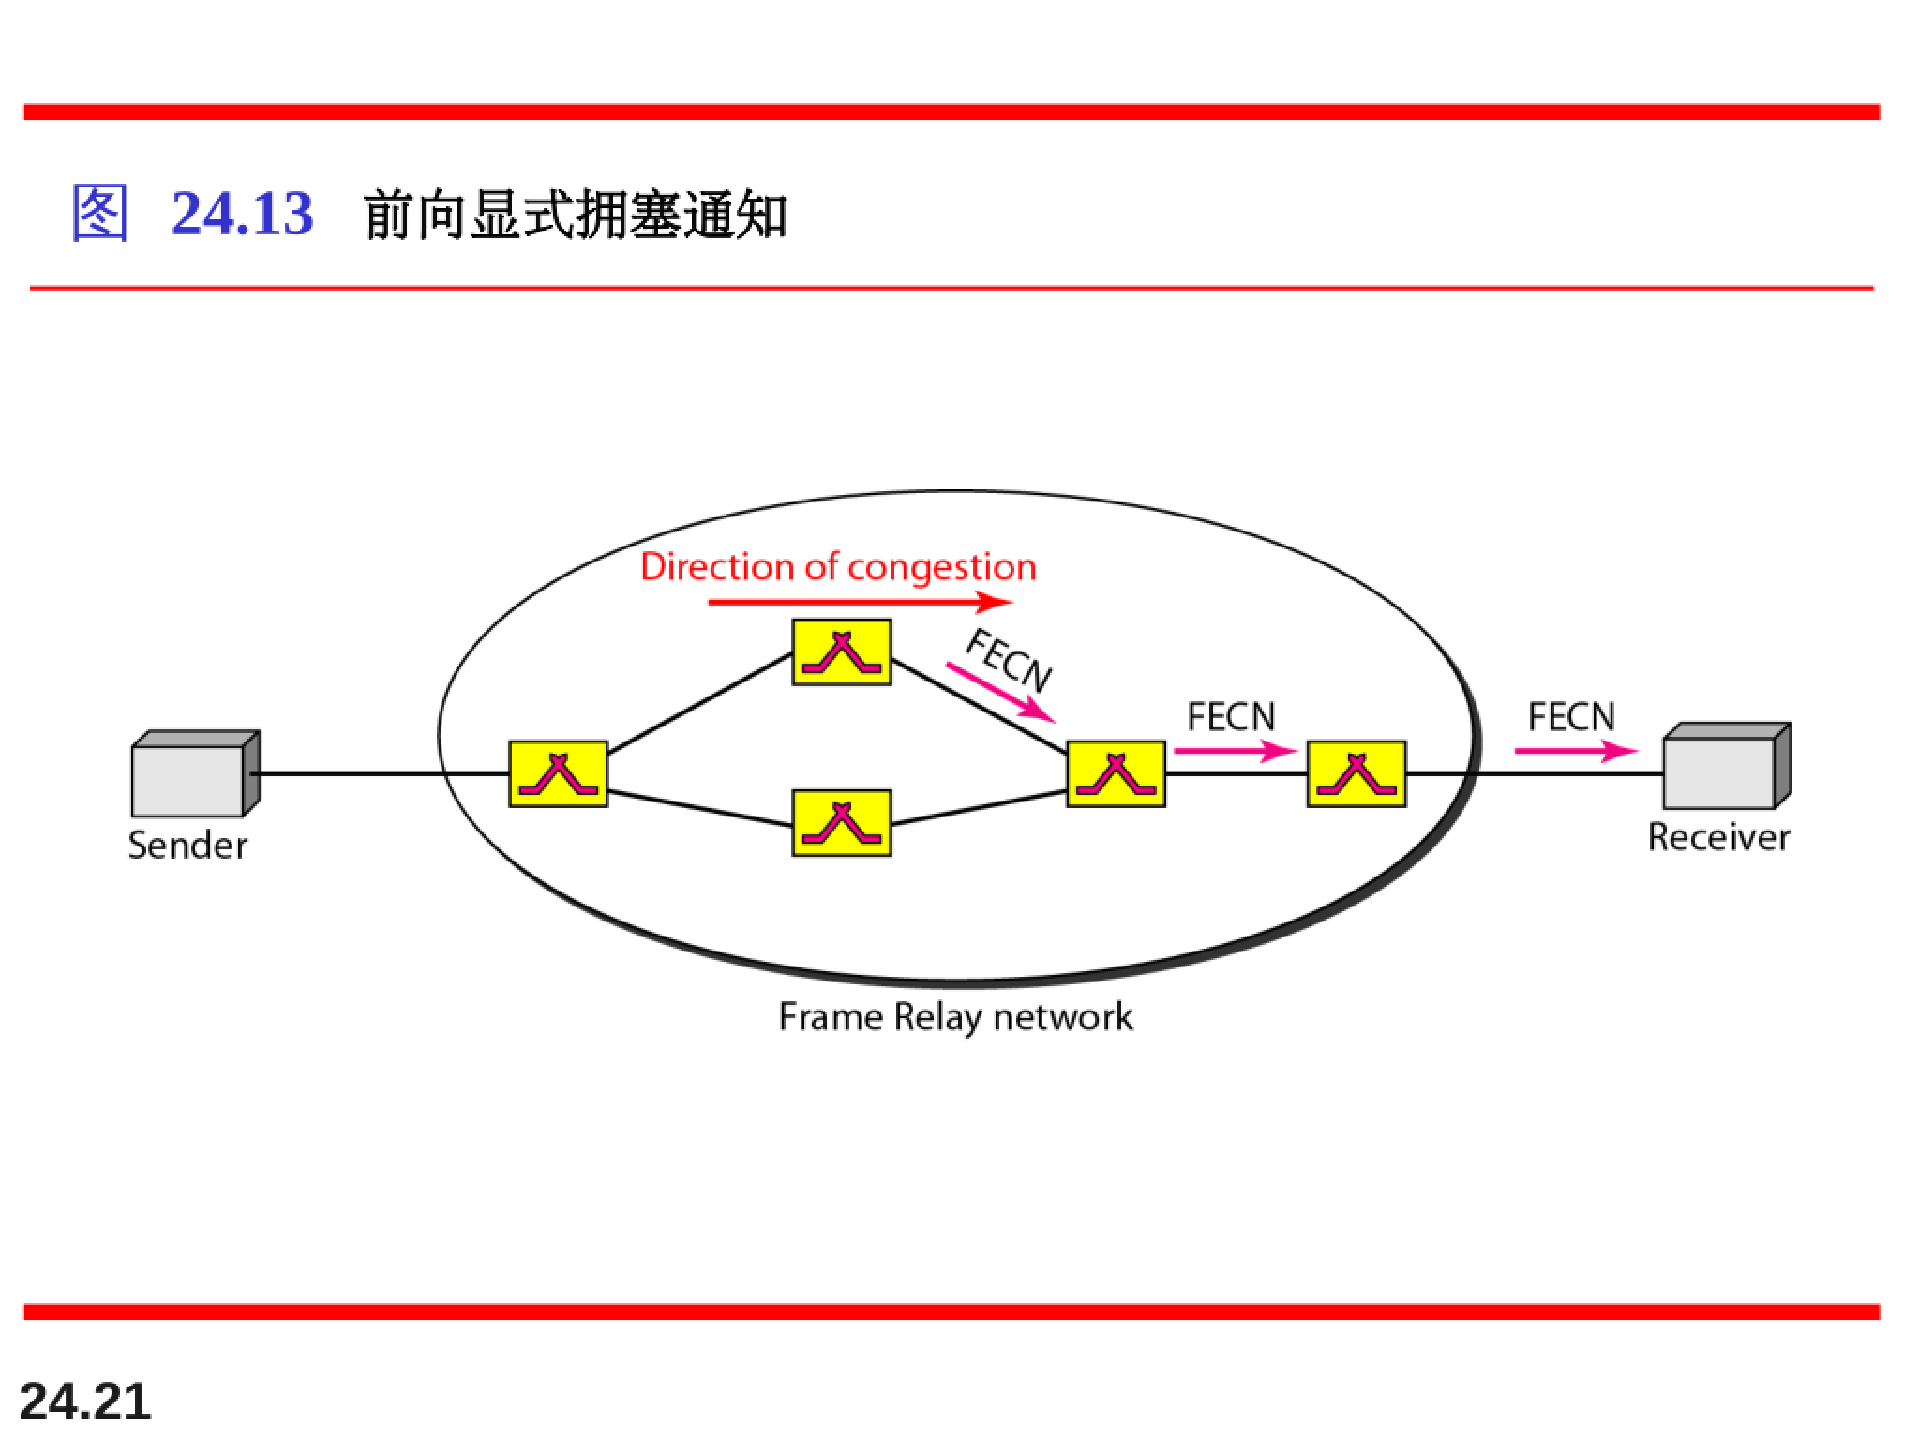 图 24.13 前向显式拥塞通知
Direction of congestion
FECN
FECN
FECN
Sender
Receiver
Frame Relay network
24.21